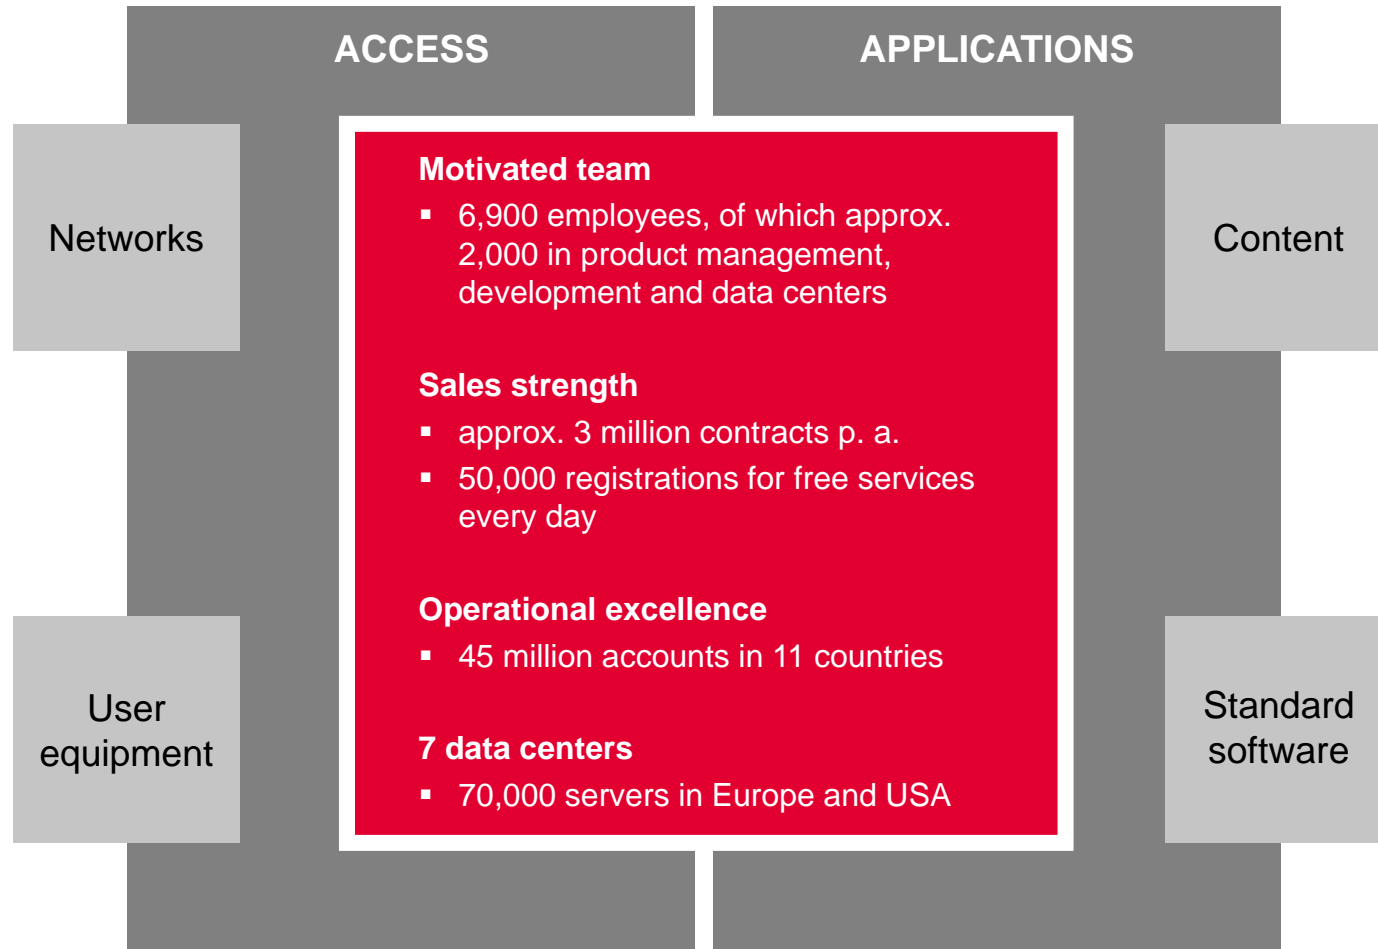 ACCESS
APPLICATIONS
Networks
User
equipment
Motivated team
▪ 6,900 employees, of which approx.
2,000 in product management,
development and data centers
Sales strength
▪ approx. 3 million contracts p. a.
▪ 50,000 registrations for free services
every day
Operational excellence
▪ 45 million accounts in 11 countries
7 data centers
▪ 70,000 servers in Europe and USA
Content
Standard
software